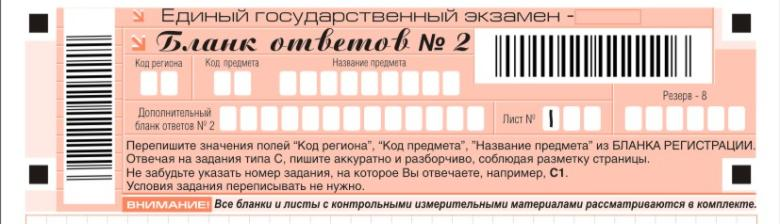 Единый государственный экзамен -
Бланк ответов № 2
Код региона Код предмета Название предмета
Резерв - 8
Дополнительный
бланк ответов № 2
Лист № 1
Перепишите значения полей "Код региона", "Код предмета", "Название предмета" из БЛАНКА РЕГИСТРАЦИИ.
Отвечая на задания типа С, пишите аккуратно и разборчиво, соблюдая разметку страницы.
Не забудьте указать номер задания, на которое Вы отвечаете, например, С1.
Условия задания переписывать не нужно.
ВНИМАНИЕ! Все бланки и листы с контрольными измерительными материалами рассматриваются в комплекте.